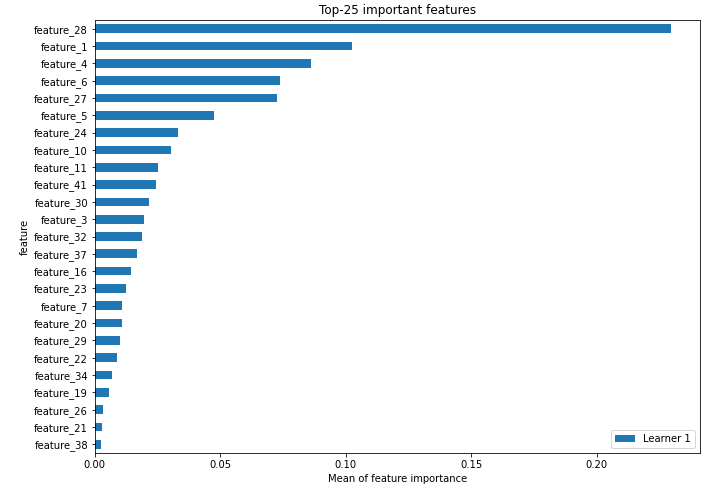 Top-25 important features
feature_28
feature_1
feature_4
feature_6
feature_27
feature_5
feature_24
feature_10
feature_11
feature_41
feature_30
feature_3
feature_32
feature_37
feature_16
feature_23
feature_7
feature_20
feature_29
feature_22
feature_34
feature_19
feature_26
feature_21
feature_38
feature
Learner 1
0.00 0.05 0.10 0.15 0.20
Mean of feature importance